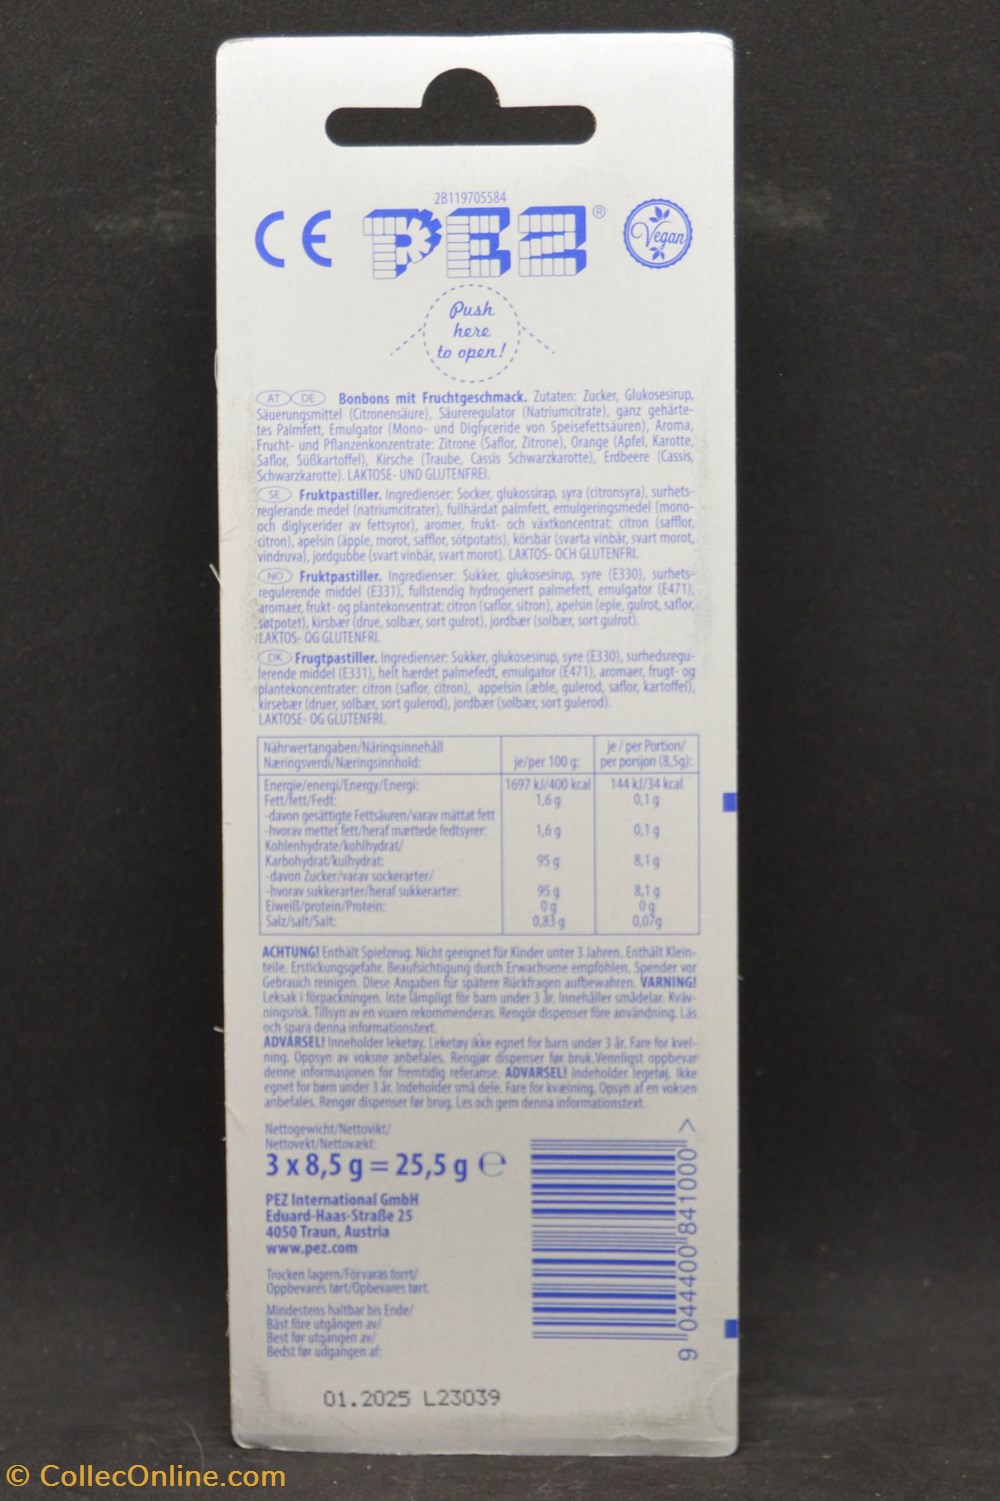 2B119705584
CE PEZ® Vegan
Push
here
to open!
AT DE Bonbons mit Fruchtgeschmack. Zutaten: Zucker, Glukosesirup,
Säuerungsmittel (Citronensäure), Säureregulator (Natriumcitrate), ganz gehärte-
tes Palmfett, Emulgator (Mono- und Diglyceride von Speisefettsäuren), Aroma,
Frucht- und Pflanzenkonzentrate: Zitrone (Saflor, Zitrone), Orange (Apfel, Karotte,
Saflor, Süßkartoffel), Kirsche (Traube, Cassis Schwarzkarotte), Erdbeere (Cassis,
Schwarzkarotte). LAKTOSE- UND GLUTENFREI.
SE Fruktpastiller. Ingredienser: Socker, glukossirap, syra (citronsyra), surhets-
reglerande medel (natriumcitrater), fullhärdat palmfett, emulgeringsmedel (mono-
och diglycerider av fettsyror), aromer, frukt- och växtkoncentrat: citron (safflor,
citron), apelsin (äpple, morot, safflor, sötpotatis), körsbär (svarta vinbär, svart morot,
vindruva), jordgubbe (svart vinbär, svart morot). LAKTOS- OCH GLUTENFRI.
NO Fruktpastiller. Ingredienser: Sukker, glukosesirup, syre (E330), surhets-
regulerende middel (E331), fullstendig hydrogenert palmefett, emulgator (E471),
aromaer, frukt- og plantekonsentrat: citron (saflor, sitron), apelsin (eple, gulrot, saflor,
søtpotet), kirsbær (drue, solbær, sort gulrot), jordbær (solbær, sort gulrot).
LAKTOS- OG GLUTENFRI.
DK Frugtpastiller. Ingredienser: Sukker, glukosesirup, syre (E330), surhedsregu-
lerende middel (E331), helt hærdet palmefedt, emulgator (E471), aromaer, frugt- og
plantekoncentrater: citron (saflor, citron), appelsin (æble, gulerod, saflor, kartoffel),
kirsebær (druer, solbær, sort gulerod), jordbær (solbær, sort gulerod).
LAKTOSE- OG GLUTENFRI.
Nährwertangaben/Näringsinnehåll
Næringsverdi/Næringsinnhold: je/per 100 g: je / per Portion/
per porsjon (8,5g):
Energie/energi/Energy/Energi: 1697 kJ/400 kcal 144 kJ/34 kcal
Fett/fett/Fedt: 1,6 g 0,1 g
-davon gesättigte Fettsäuren/varav mättat fett
-hvorav mettet fett/heraf mættede fedtsyrer: 1,6 g 0,1 g
Kohlenhydrate/kohlhydrat/
Karbohydrat/kulhydrat: 95 g 8,1 g
-davon Zucker/varav sockerarter/
-hvorav sukkerarter/heraf sukkerarter: 95 g 8,1 g
Eiweiß/protein/Protein: 0 g 0 g
Salz/salt/Salt: 0,83 g 0,07g
ACHTUNG! Enthält Spielzeug. Nicht geeignet für Kinder unter 3 Jahren. Enthält Klein-
teile. Erstickungsgefahr. Beaufsichtigung durch Erwachsene empfohlen. Spender vor
Gebrauch reinigen. Diese Angaben für spätere Rückfragen aufbewahren. VARNING!
Leksak i förpackningen. Inte lämpligt för barn under 3 år. Innehåller smådelar. Kväv-
ningsrisk. Tillsyn av en vuxen rekommenderas. Rengör dispenser före användning. Läs
och spara denna informationstext.
ADVARSEL! Inneholder leketøy. Leketøy ikke egnet for barn under 3 år. Fare for kvel-
ning. Oppsyn av voksne anbefales. Rengjør dispenser før bruk.Vennligst oppbevar
denne informasjonen for fremtidig referanse. ADVARSEL! Indeholder legetøj. Ikke
egnet for børn under 3 år. Indeholder små dele. Fare for kvælning. Opsyn af en voksen
anbefales. Rengør dispenser før brug. Les och gem denna informationstext.
Nettogewicht/Nettovikt/
Nettovekt/Nettovækt:
3 x 8,5 g = 25,5 g ℮
PEZ International GmbH
Eduard-Haas-Straße 25
4050 Traun, Austria
www.pez.com
Trocken lagern/Förvaras torrt/
Oppbevares tørt/Opbevares tørt.
Mindestens haltbar bis Ende/
Bäst före utgången av/
Best før utgången av/
Bedst før udgangen af:
9 044400 841000 >
01.2025 L23039
© CollecOnline.com